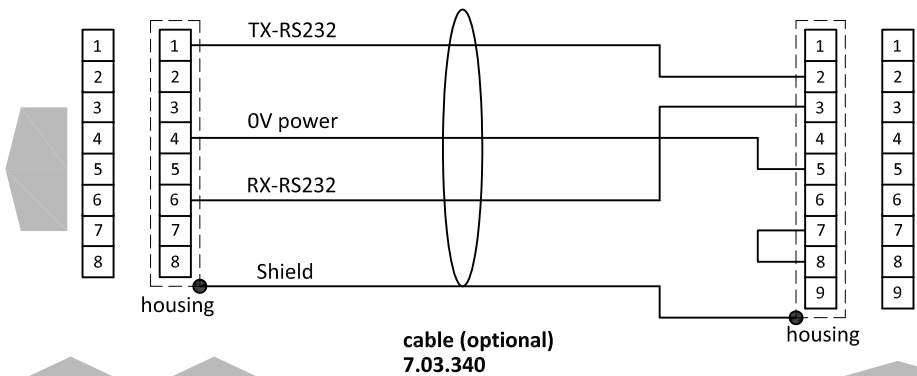 TX-RS232
1 1 1 1
2 2 2 2
3 3 3 3
0V power
4 4 4 4
5 5 5 5
RX-RS232
6 6 6 6
7 7 7 7
8 8 8 8
Shield
9 9
housing
housing
cable (optional)
7.03.340